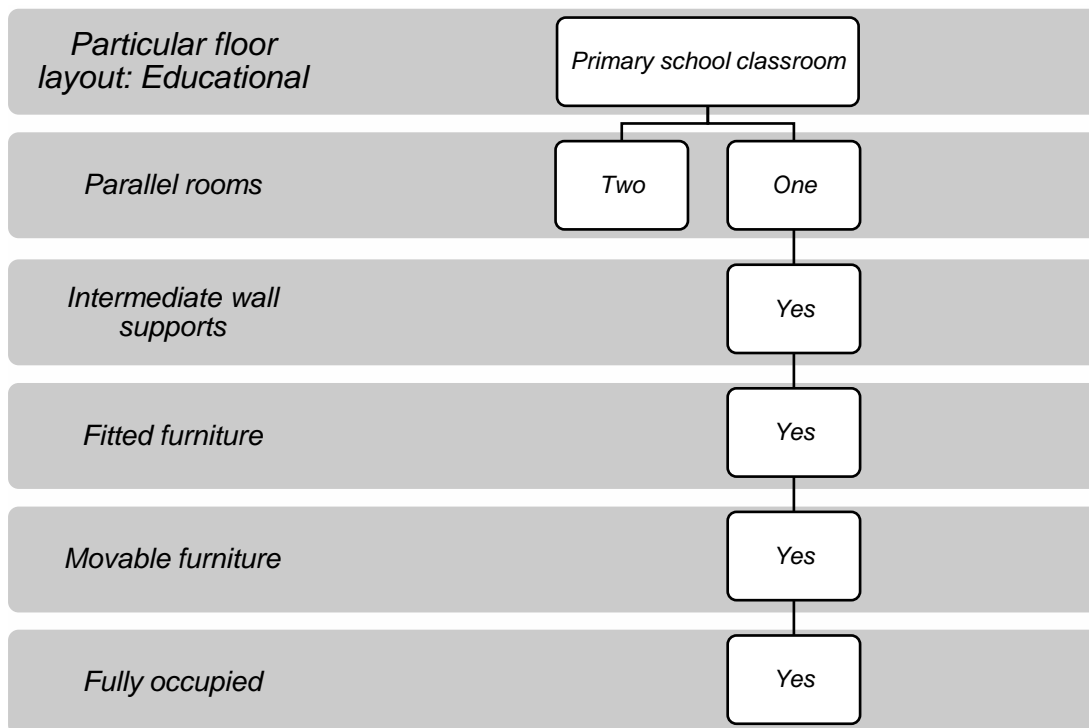 Particular floor
layout: Educational
Primary school classroom
Parallel rooms
Two
One
Intermediate wall
supports
Yes
Fitted furniture
Yes
Movable furniture
Yes
Fully occupied
Yes